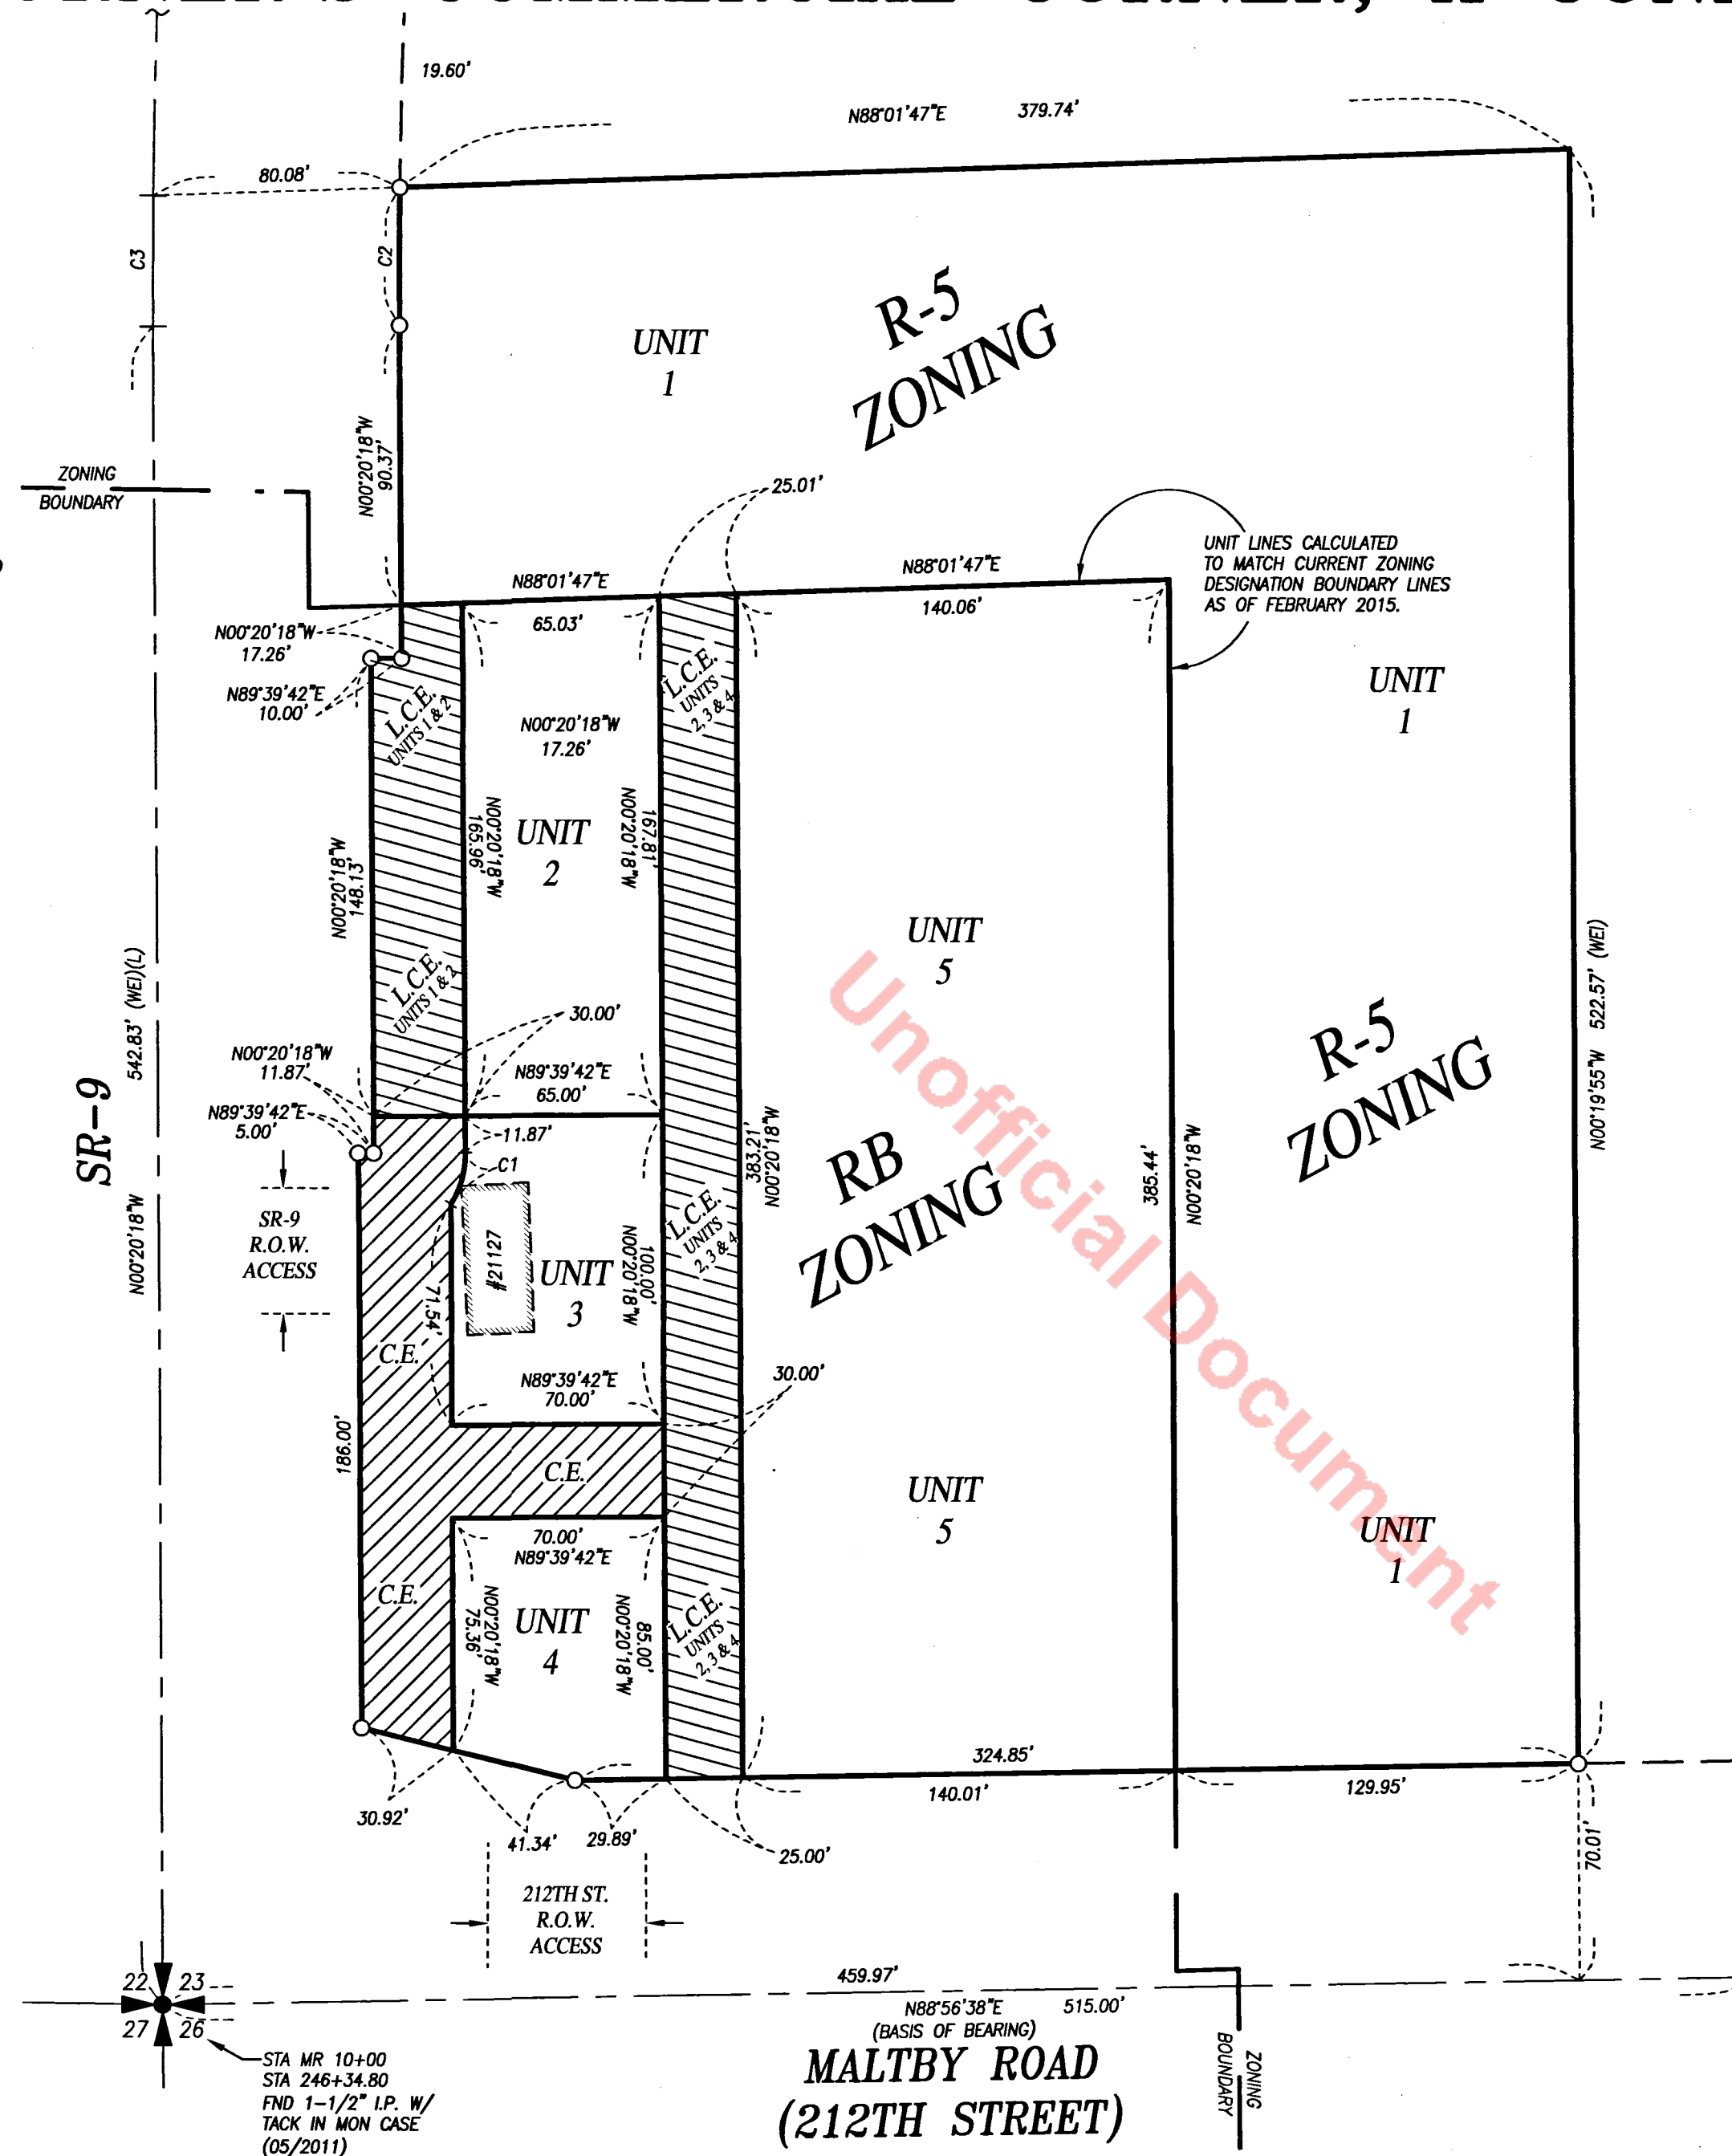 19.60'
N88°01'47"E 379.74'
80.08'
C3
C2
R-5
ZONING
UNIT
1
N00°20'18"W
90.37'
ZONING
BOUNDARY
25.01'
N88°01'47"E
65.03'
N88°01'47"E
140.06'
UNIT LINES CALCULATED
TO MATCH CURRENT ZONING
DESIGNATION BOUNDARY LINES
AS OF FEBRUARY 2015.
N00°20'18"W
17.26'
N89°39'42"E
10.00'
L.C.E.
UNITS 1 & 2
N00°20'18"W
17.26'
L.C.E.
UNITS
2, 3 & 4
UNIT
1
N00°20'18"W
148.13'
N00°20'18"W
165.96'
UNIT
2
167.81'
N00°20'18"W
UNIT
5
L.C.E.
UNITS 1 & 2
30.00'
542.83' (WEI)(L)
N00°20'18"W
SR-9
N00°20'18"W
11.87'
N89°39'42"E
5.00'
N89°39'42"E
65.00'
11.87'
C1
SR-9
R.O.W.
ACCESS
#21127
UNIT
3
71.54'
100.00'
N00°20'18"W
L.C.E.
UNITS
2, 3 & 4
383.21'
N00°20'18"W
RB
ZONING
385.44'
N00°20'18"W
R-5
ZONING
N00°19'55"W 522.57' (WEI)
Unofficial Document
C.E.
N89°39'42"E
70.00'
30.00'
186.00'
C.E.
UNIT
5
70.00'
N89°39'42"E
C.E.
N00°20'18"W
75.36'
UNIT
4
85.00'
N00°20'18"W
L.C.E.
UNITS
2, 3 & 4
UNIT
1
324.85'
140.01'
129.95'
30.92'
41.34'
29.89'
25.00'
70.01'
212TH ST.
R.O.W.
ACCESS
22 23
27 26
459.97'
N88°56'38"E 515.00'
(BASIS OF BEARING)
MALTBY ROAD
(212TH STREET)
ZONING
BOUNDARY
STA MR 10+00
STA 246+34.80
FND 1-1/2" I.P. W/
TACK IN MON CASE
(05/2011)